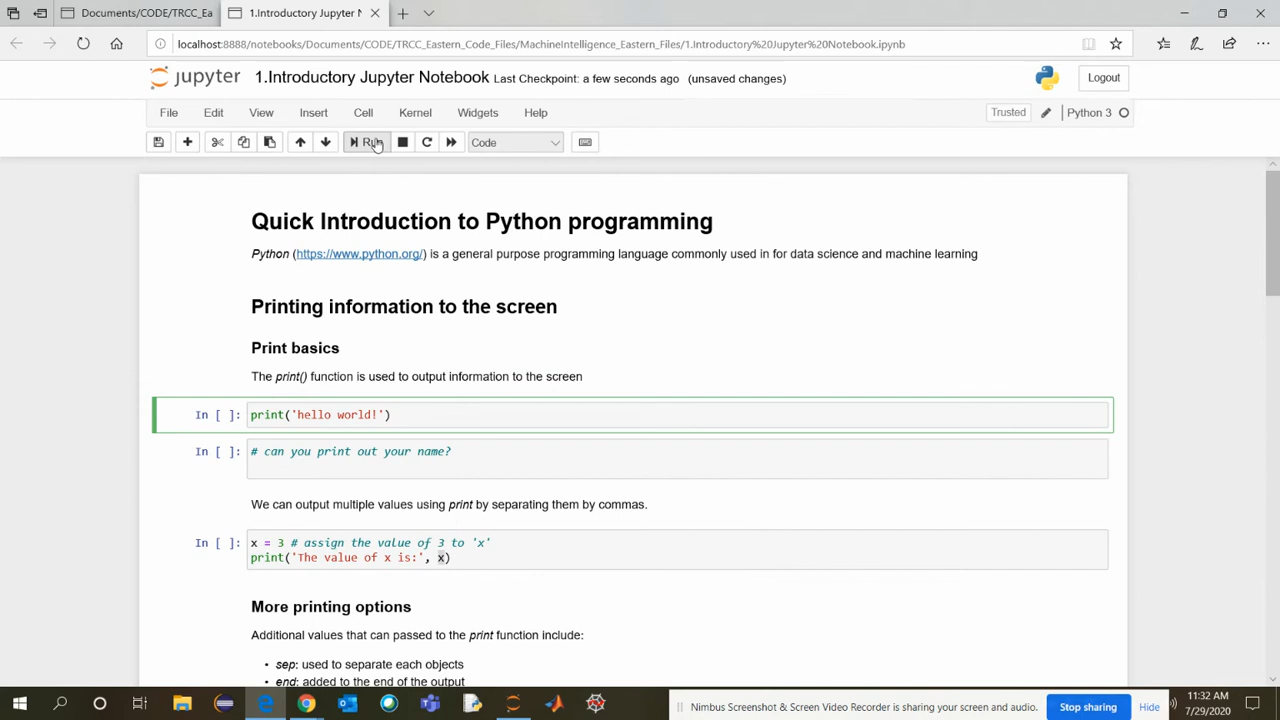 Documents/CODE/TRCC_Ea
1.Introductory Jupyter N
localhost:8888/notebooks/Documents/CODE/TRCC_Eastern_Code_Files/MachineIntelligence_Eastern_Files/1.Introductory%20Jupyter%20Notebook.ipynb
jupyter 1.Introductory Jupyter Notebook Last Checkpoint: a few seconds ago (unsaved changes) Logout
File Edit View Insert Cell Kernel Widgets Help Trusted Python 3
Run Code
Quick Introduction to Python programming
Python (https://www.python.org/) is a general purpose programming language commonly used in for data science and machine learning
Printing information to the screen
Print basics
The print() function is used to output information to the screen
In [ ]: print('hello world!')
In [ ]: # can you print out your name?
We can output multiple values using print by separating them by commas.
In [ ]: x = 3 # assign the value of 3 to 'x'
print('The value of x is:', x)
More printing options
Additional values that can passed to the print function include:
• sep: used to separate each objects
• end: added to the end of the output
Nimbus Screenshot & Screen Video Recorder is sharing your screen and audio. Stop sharing Hide
11:32 AM
7/29/2020